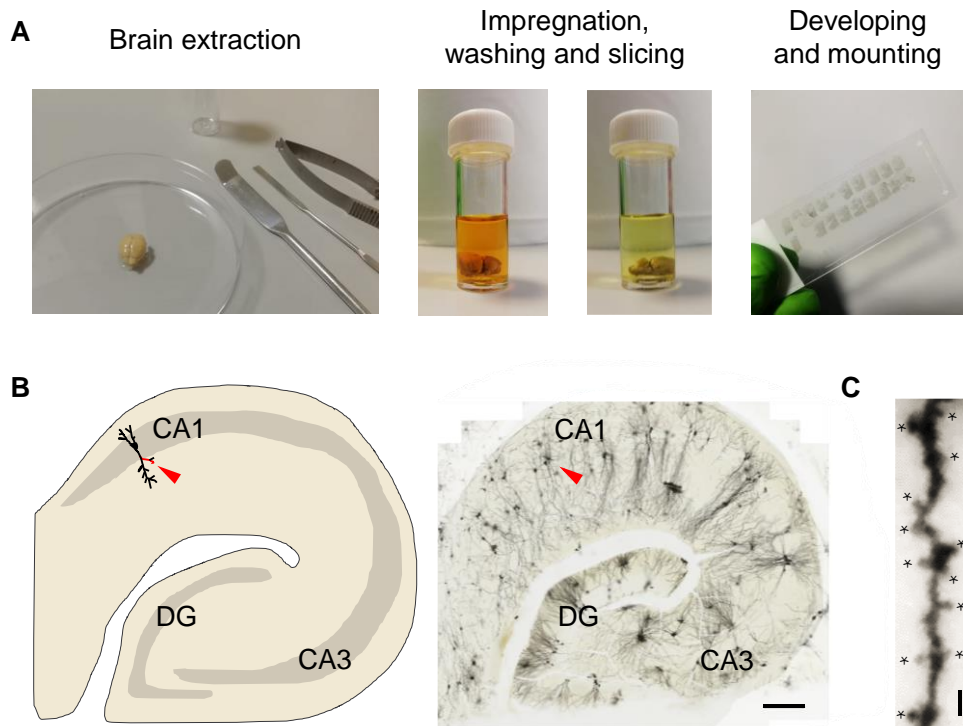 A
Brain extraction
Impregnation,
washing and slicing
Developing
and mounting
B
CA1
DG
CA3
CA1
DG
CA3
C